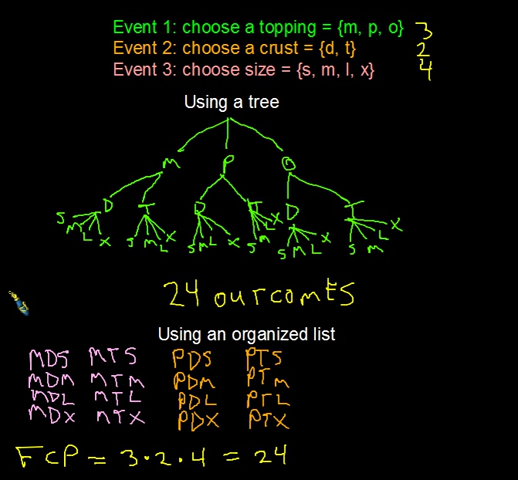 Event 1: choose a topping = {m, p, o} 3
Event 2: choose a crust = {d, t} 2
Event 3: choose size = {s, m, l, x} 4
Using a tree
M P O
D T D T D T
S M L X S M L X S M L X S M L X S M L X S M L X
24 outcomes
Using an organized list
MDS MTS PDS PTS
MDM MTM PDM PTM
MDL MTL PDL PTL
MDX MTX PDX PTX
FCP = 3 · 2 · 4 = 24